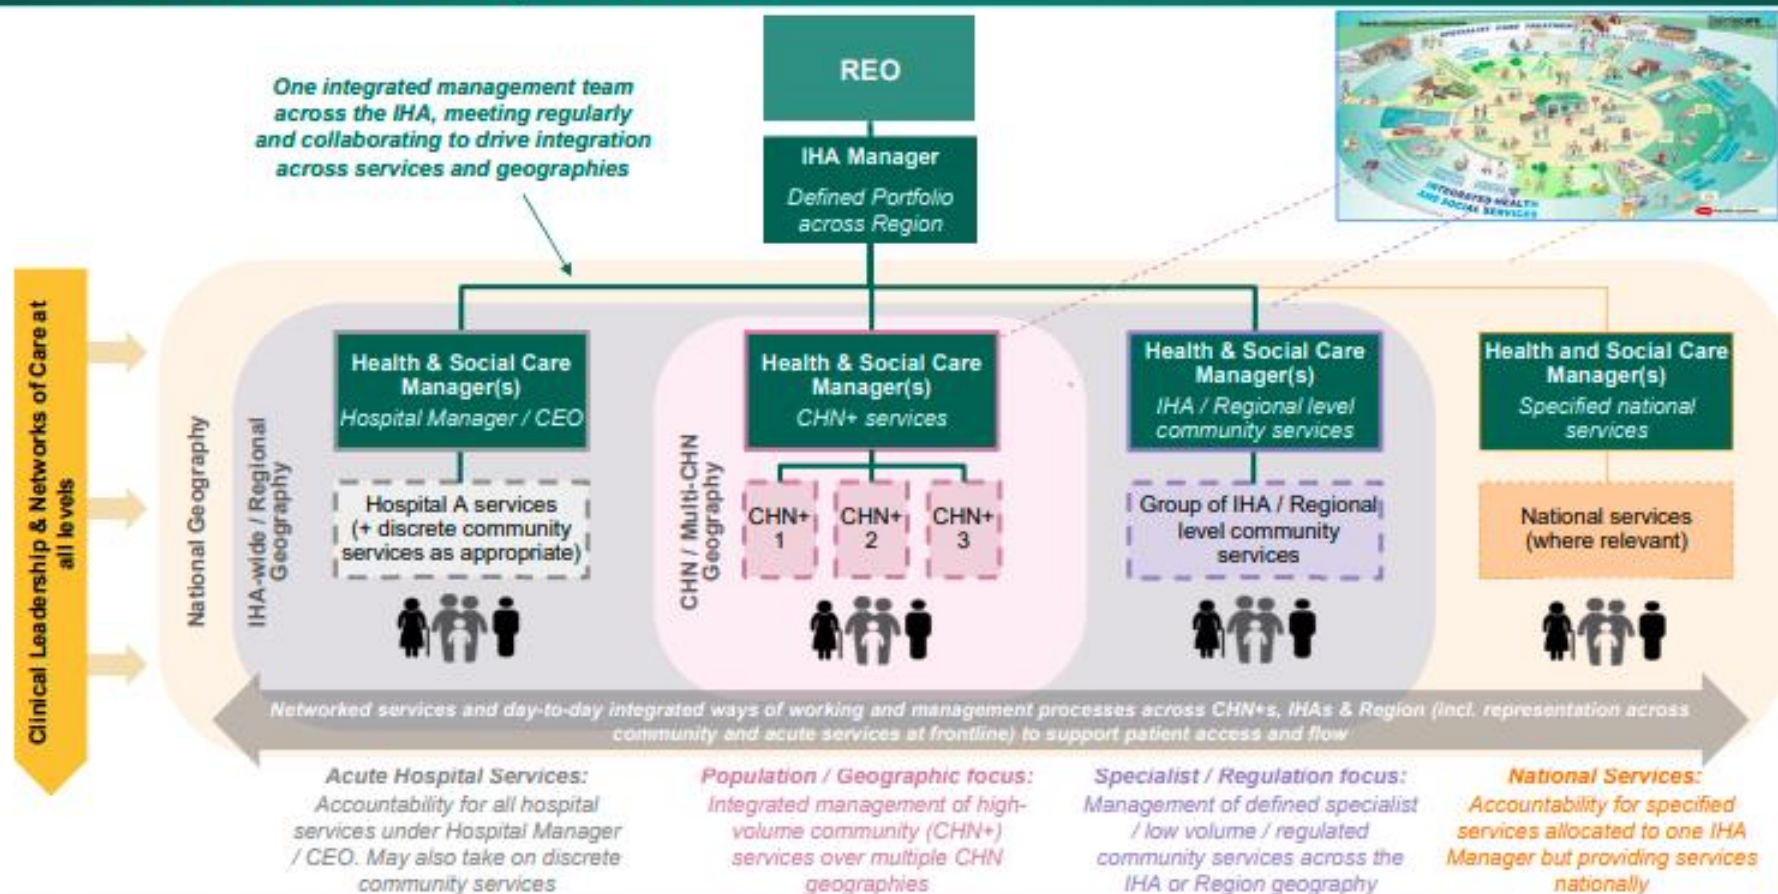 REO
One integrated management team
across the IHA, meeting regularly
and collaborating to drive integration
across services and geographies
IHA Manager
Defined Portfolio
across Region
INTEGRATED HEALTH
AND SOCIAL SERVICES
Clinical Leadership & Networks of Care at
all levels
National Geography
IHA-wide / Regional
Geography
Health & Social Care
Manager(s)
Hospital Manager / CEO
Hospital A services
(+ discrete community
services as appropriate)
CHN / Multi-CHN
Geography
Health & Social Care
Manager(s)
CHN+ services
CHN+
1
CHN+
2
CHN+
3
Health & Social Care
Manager(s)
IHA / Regional level
community services
Group of IHA / Regional
level community
services
Health and Social Care
Manager(s)
Specified national
services
National services
(where relevant)
Networked services and day-to-day integrated ways of working and management processes across CHN+s, IHAs & Region (incl. representation across
community and acute services at frontline) to support patient access and flow
Acute Hospital Services:
Accountability for all hospital
services under Hospital Manager
/ CEO. May also take on discrete
community services
Population / Geographic focus:
Integrated management of high-
volume community (CHN+)
services over multiple CHN
geographies
Specialist / Regulation focus:
Management of defined specialist
/ low volume / regulated
community services across the
IHA or Region geography
National Services:
Accountability for specified
services allocated to one IHA
Manager but providing services
nationally